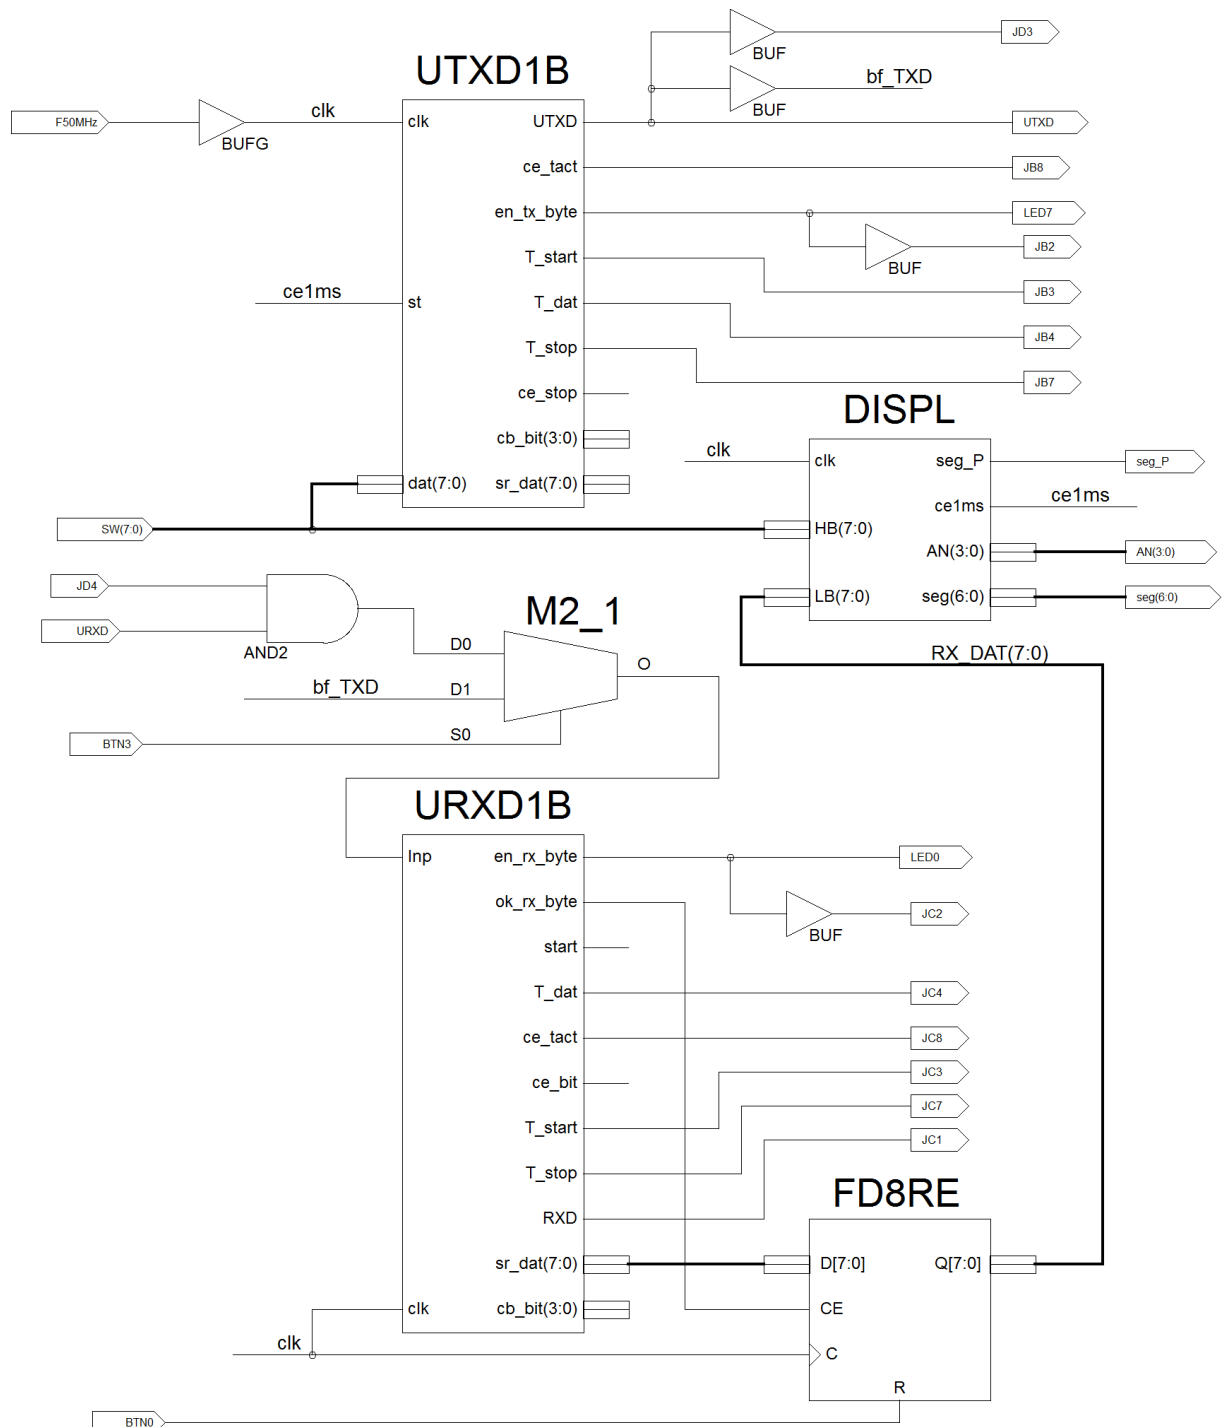 JD3
BUF
UTXD1B
bf_TXD
BUF
F50MHz
clk
BUFG
clk
UTXD
UTXD
ce_tact
JB8
en_tx_byte
LED7
BUF
JB2
T_start
JB3
ce1ms
st
T_dat
JB4
T_stop
JB7
ce_stop
DISPL
cb_bit(3:0)
clk
clk
seg_P
seg_P
dat(7:0)
sr_dat(7:0)
ce1ms
ce1ms
SW(7:0)
HB(7:0)
AN(3:0)
AN(3:0)
JD4
LB(7:0)
seg(6:0)
seg(6:0)
M2_1
URXD
AND2
D0
O
RX_DAT(7:0)
bf_TXD
D1
BTN3
S0
URXD1B
Inp
en_rx_byte
LED0
ok_rx_byte
JC2
BUF
start
T_dat
JC4
ce_tact
JC8
JC3
ce_bit
JC7
T_start
JC1
T_stop
FD8RE
RXD
sr_dat(7:0)
D[7:0]
Q[7:0]
clk
cb_bit(3:0)
CE
clk
C
R
BTN0